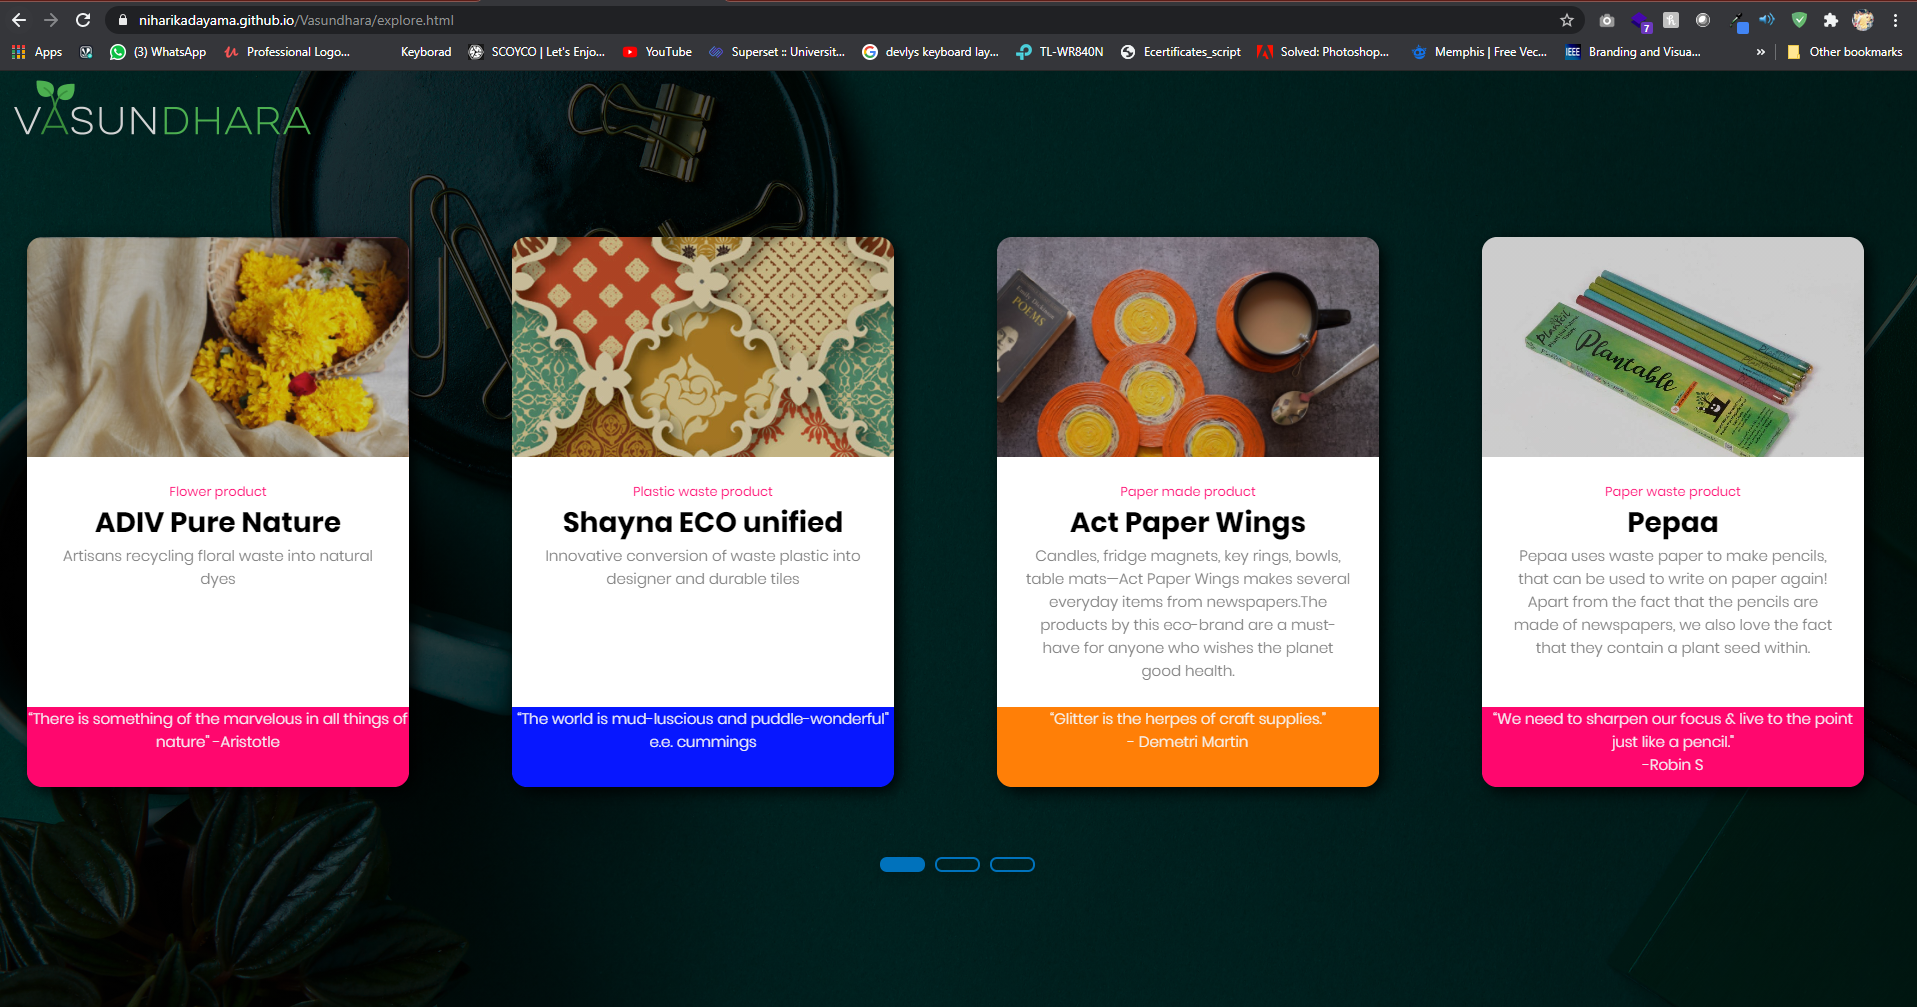 niharikadayama.github.io/Vasundhara/explore.html
7
Apps
(3) WhatsApp
Professional Logo...
Keyborad
SCOYCO | Let's Enjo...
YouTube
Superset :: Universit...
devlys keyboard lay...
TL-WR840N
Ecertificates_script
Solved: Photoshop...
Memphis | Free Vec...
IEEE
Branding and Visua...
»
Other bookmarks
VASUNDHARA
POEMS
Plantable
Flower product
ADIV Pure Nature
Artisans recycling floral waste into natural
dyes
"There is something of the marvelous in all things of
nature" -Aristotle
Plastic waste product
Shayna ECO unified
Innovative conversion of waste plastic into
designer and durable tiles
"The world is mud-luscious and puddle-wonderful"
e.e. cummings
Paper made product
Act Paper Wings
Candles, fridge magnets, key rings, bowls,
table mats—Act Paper Wings makes several
everyday items from newspapers.The
products by this eco-brand are a must-
have for anyone who wishes the planet
good health.
"Glitter is the herpes of craft supplies."
- Demetri Martin
Paper waste product
Pepaa
Pepaa uses waste paper to make pencils,
that can be used to write on paper again!
Apart from the fact that the pencils are
made of newspapers, we also love the fact
that they contain a plant seed within.
"We need to sharpen our focus & live to the point
just like a pencil."
-Robin S